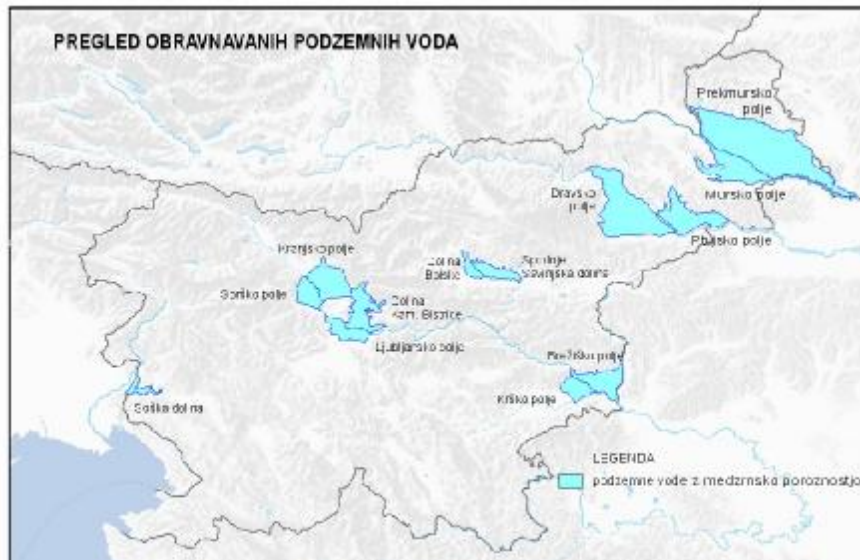 PREGLED OBRAVNAVANIH PODZEMNIH VODA
Prekmursko
polje
Dravsko
polje
Mursko polje
Ptujsko polje
Kranjsko polje
Dolina
Bolske
Spodnje
Savinjska dolina
Sorško polje
Dolina
Kam. Bistrice
Ljubljansko polje
Brežiško polje
Krško polje
Soška dolina
LEGENDA
podzemne vode z medzrnsko poroznostjo